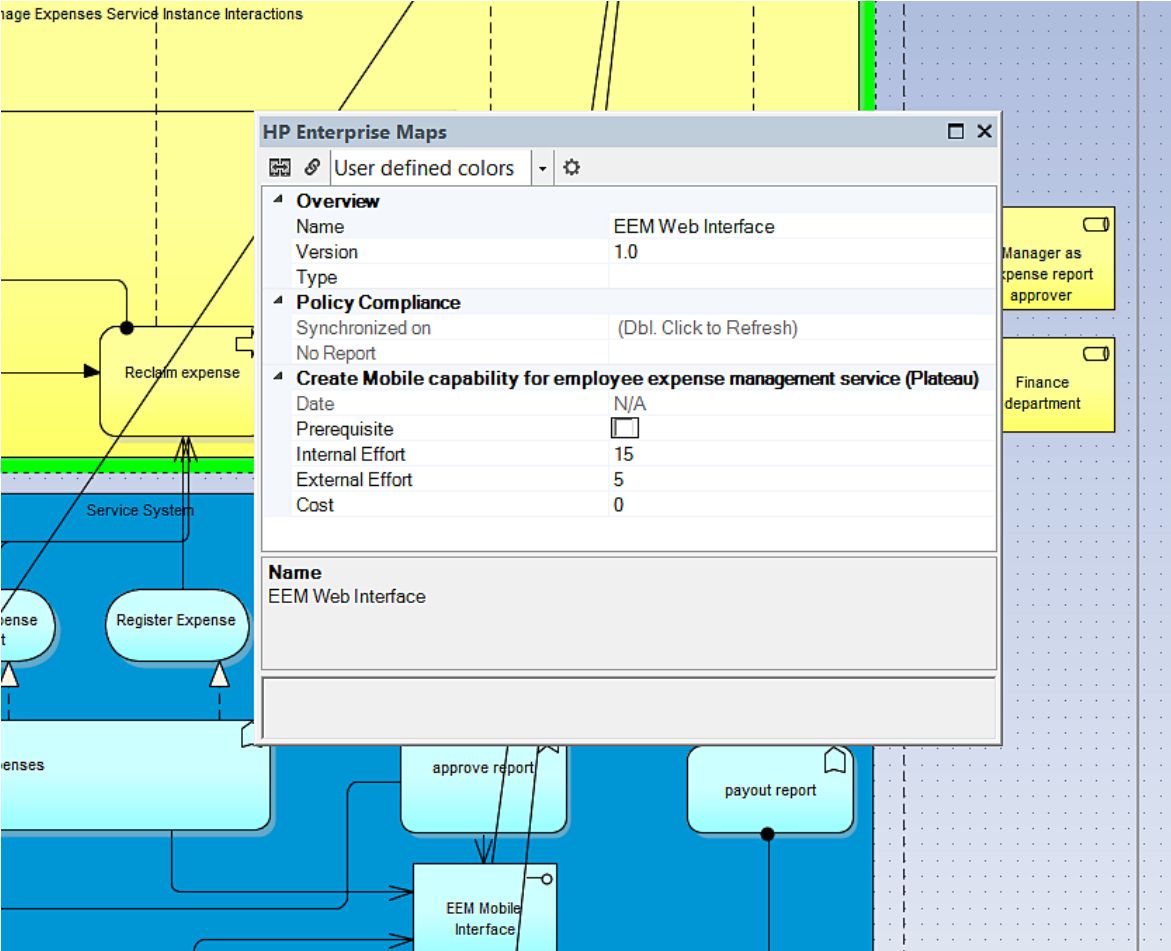 nage Expenses Service Instance Interactions
HP Enterprise Maps
User defined colors
Overview
Name EEM Web Interface
Version 1.0
Type
Policy Compliance
Synchronized on (Dbl. Click to Refresh)
No Report
Create Mobile capability for employee expense management service (Plateau)
Date N/A
Prerequisite
Internal Effort 15
External Effort 5
Cost 0
Name
EEM Web Interface
Manager as
xpense report
approver
Reclaim expense
Finance
department
Service System
pense
t
Register Expense
enses
approve report
payout report
EEM Mobile
Interface